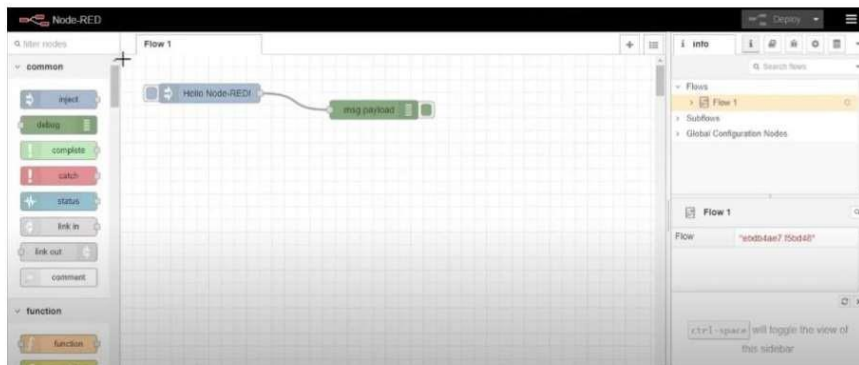 Node-RED
Deploy
filter nodes
Flow 1
info
i
Search flows
common
inject
debug
complete
catch
status
link in
link out
comment
function
function
Hello Node-RED!
msg.payload
Flows
Flow 1
Subflows
Global Configuration Nodes
Flow 1
Flow
ctrl-space will toggle the view of
this sidebar